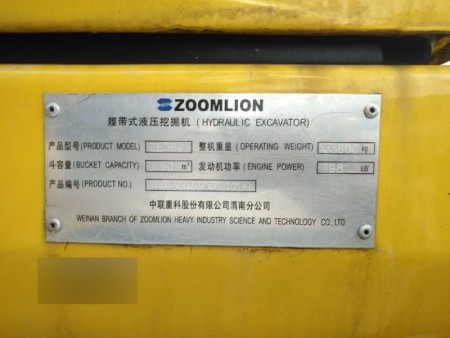 ZOOMLION
履带式液压挖掘机 (HYDRAULIC EXCAVATOR)
产品型号(PRODUCT MODEL) 整机重量(OPERATING WEIGHT) kg
斗容量(BUCKET CAPACITY) m³ 发动机功率(ENGINE POWER) kW
产品编号(PRODUCT NO.)
中联重科股份有限公司渭南分公司
WEINAN BRANCH OF ZOOMLION HEAVY INDUSTRY SCIENCE AND TECHNOLOGY CO., LTD